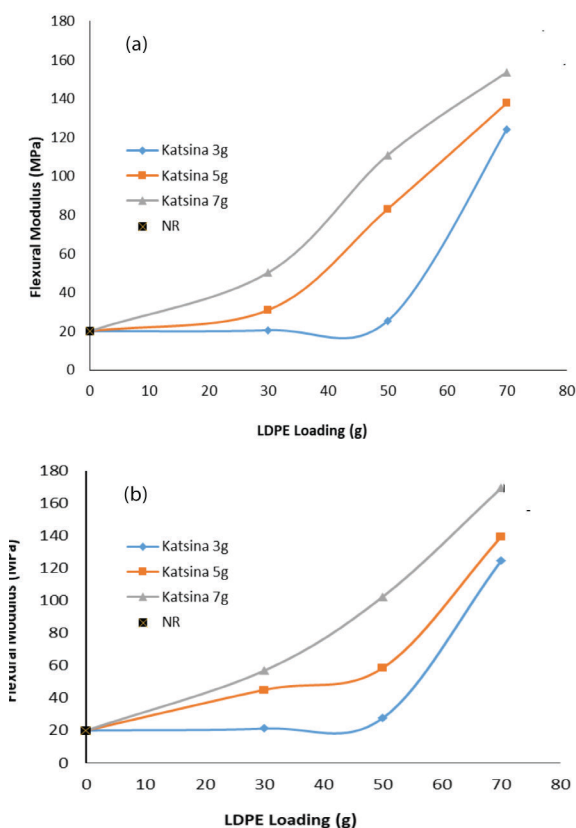 (a)
180
160
140
120
100
80
60
40
20
0
Flexural Modulus (MPa)
Katsina 3g
Katsina 5g
Katsina 7g
NR
0 10 20 30 40 50 60 70 80
LDPE Loading (g)
(b)
180
160
140
120
100
80
60
40
20
0
Flexural Modulus (MPa)
Katsina 3g
Katsina 5g
Katsina 7g
NR
0 10 20 30 40 50 60 70 80
LDPE Loading (g)